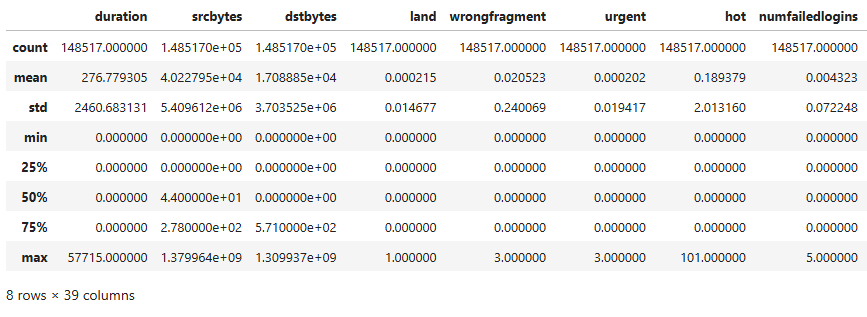 duration srcbytes dstbytes land wrongfragment urgent hot numfailedlogins
count 148517.000000 1.485170e+05 1.485170e+05 148517.000000 148517.000000 148517.000000 148517.000000 148517.000000
mean 276.779305 4.022795e+04 1.708885e+04 0.000215 0.020523 0.000202 0.189379 0.004323
std 2460.683131 5.409612e+06 3.703525e+06 0.014677 0.240069 0.019417 2.013160 0.072248
min 0.000000 0.000000e+00 0.000000e+00 0.000000 0.000000 0.000000 0.000000 0.000000
25% 0.000000 0.000000e+00 0.000000e+00 0.000000 0.000000 0.000000 0.000000 0.000000
50% 0.000000 4.400000e+01 0.000000e+00 0.000000 0.000000 0.000000 0.000000 0.000000
75% 0.000000 2.780000e+02 5.710000e+02 0.000000 0.000000 0.000000 0.000000 0.000000
max 57715.000000 1.379964e+09 1.309937e+09 1.000000 3.000000 3.000000 101.000000 5.000000
8 rows × 39 columns